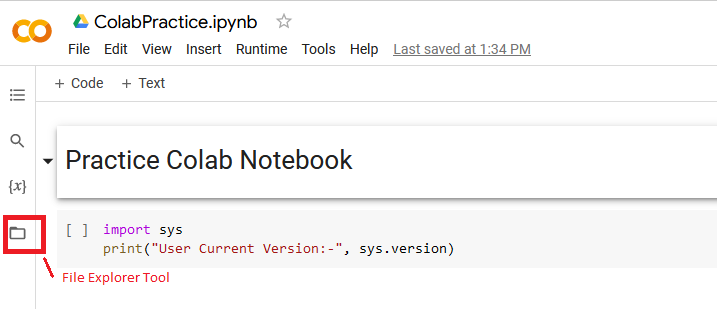 ColabPractice.ipynb
File Edit View Insert Runtime Tools Help Last saved at 1:34 PM
+ Code + Text
{x}
Practice Colab Notebook
[ ] import sys
print("User Current Version:-", sys.version)
File Explorer Tool